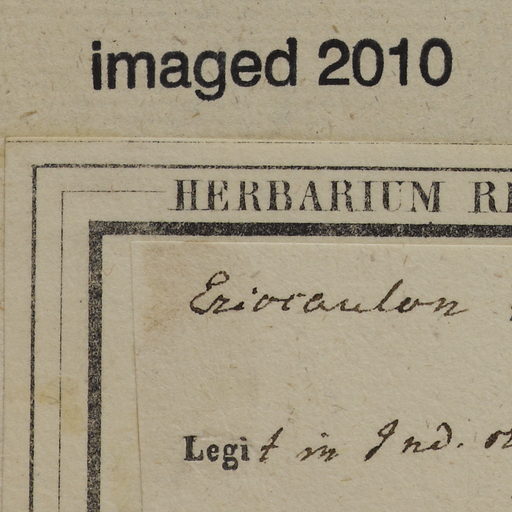 imaged 2010
HERBARIUM
Eriocaulon
Legit in Ind.